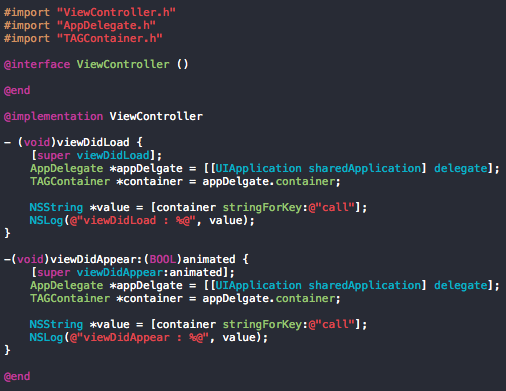 #import "ViewController.h"
#import "AppDelegate.h"
#import "TAGContainer.h"
@interface ViewController ()
@end
@implementation ViewController
- (void)viewDidLoad {
[super viewDidLoad];
AppDelegate *appDelgate = [[UIApplication sharedApplication] delegate];
TAGContainer *container = appDelgate.container;
NSString *value = [container stringForKey:@"call"];
NSLog(@"viewDidLoad : %@", value);
}
-(void)viewDidAppear:(BOOL)animated {
[super viewDidAppear:animated];
AppDelegate *appDelgate = [[UIApplication sharedApplication] delegate];
TAGContainer *container = appDelgate.container;
NSString *value = [container stringForKey:@"call"];
NSLog(@"viewDidAppear : %@", value);
}
@end